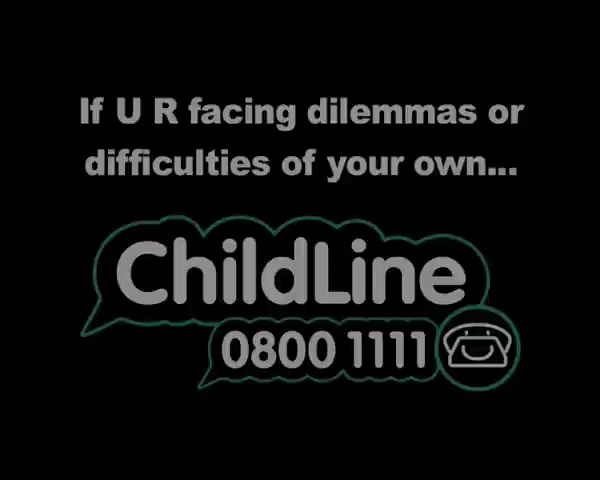 If U R facing dilemmas or
difficulties of your own...
ChildLine
0800 1111